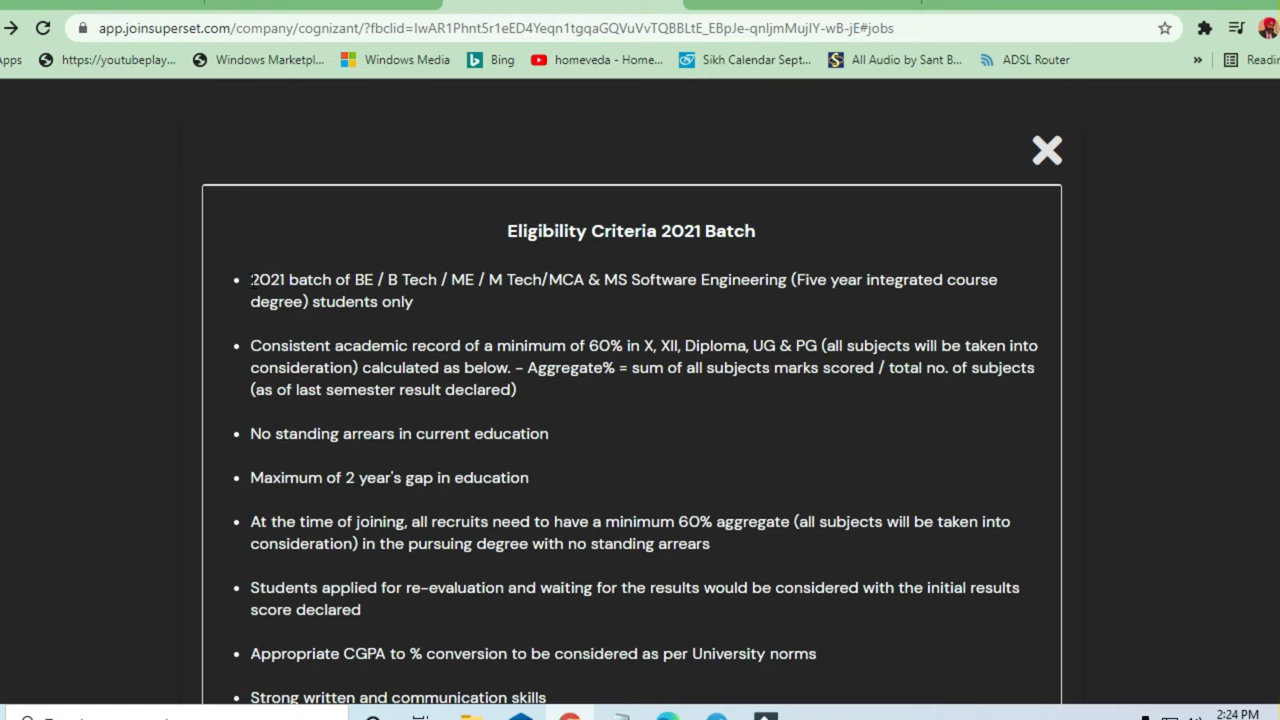 app.joinsuperset.com/company/cognizant/?fbclid=IwAR1Phnt5r1eED4Yeqn1tgqaGQVuVvTQBBLtE_EBpJe-qnIjmMujIY-wB-jE#jobs
pps https://youtubeplay... Windows Marketpl... Windows Media Bing homeveda - Home... Sikh Calendar Sept... All Audio by Sant B... ADSL Router » Readin
Eligibility Criteria 2021 Batch
• 2021 batch of BE / B Tech / ME / M Tech/MCA & MS Software Engineering (Five year integrated course
degree) students only
• Consistent academic record of a minimum of 60% in X, XII, Diploma, UG & PG (all subjects will be taken into
consideration) calculated as below. - Aggregate% = sum of all subjects marks scored / total no. of subjects
(as of last semester result declared)
• No standing arrears in current education
• Maximum of 2 year's gap in education
• At the time of joining, all recruits need to have a minimum 60% aggregate (all subjects will be taken into
consideration) in the pursuing degree with no standing arrears
• Students applied for re-evaluation and waiting for the results would be considered with the initial results
score declared
• Appropriate CGPA to % conversion to be considered as per University norms
• Strong written and communication skills
2:24 PM